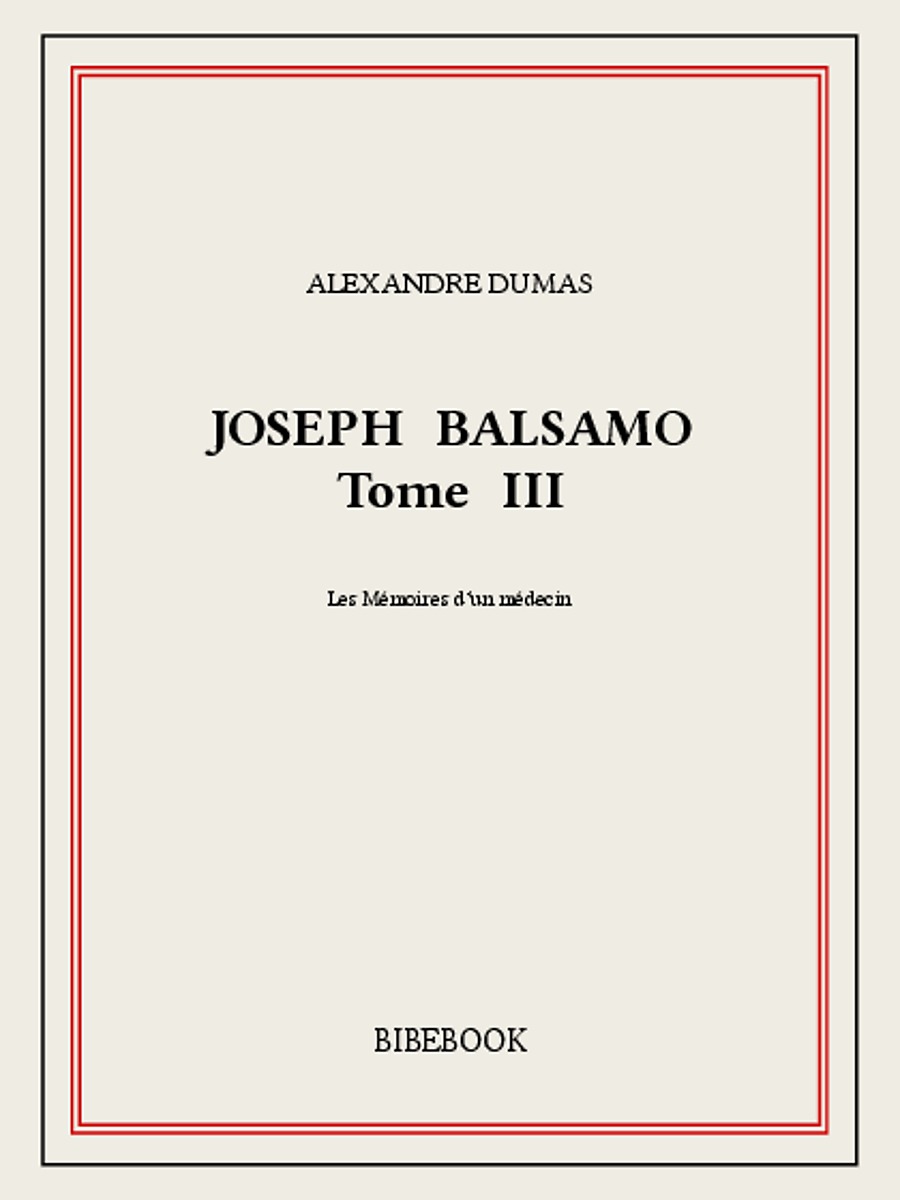 ALEXANDRE DUMAS
JOSEPH BALSAMO
Tome III
Les Mémoires d'un médecin
BIBEBOOK